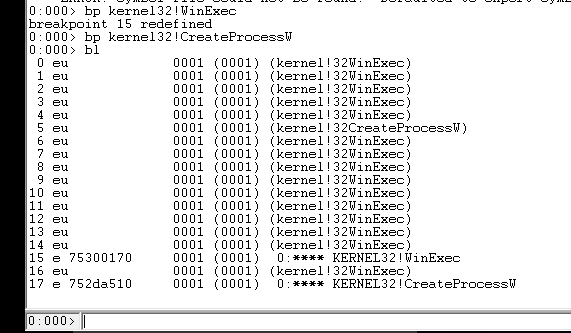 0:000> bp kernel32!WinExec
breakpoint 15 redefined
0:000> bp kernel32!CreateProcessW
0:000> bl
0 eu 0001 (0001) (kernel!32WinExec)
1 eu 0001 (0001) (kernel!32WinExec)
2 eu 0001 (0001) (kernel!32WinExec)
3 eu 0001 (0001) (kernel!32WinExec)
4 eu 0001 (0001) (kernel!32WinExec)
5 eu 0001 (0001) (kernel!32CreateProcessW)
6 eu 0001 (0001) (kernel!32WinExec)
7 eu 0001 (0001) (kernel!32WinExec)
8 eu 0001 (0001) (kernel!32WinExec)
9 eu 0001 (0001) (kernel!32WinExec)
10 eu 0001 (0001) (kernel!32WinExec)
11 eu 0001 (0001) (kernel!32WinExec)
12 eu 0001 (0001) (kernel!32WinExec)
13 eu 0001 (0001) (kernel!32WinExec)
14 eu 0001 (0001) (kernel!32WinExec)
15 e 75300170 0001 (0001) 0:**** KERNEL32!WinExec
16 eu 0001 (0001) (kernel!32WinExec)
17 e 752da510 0001 (0001) 0:**** KERNEL32!CreateProcessW
0:000>